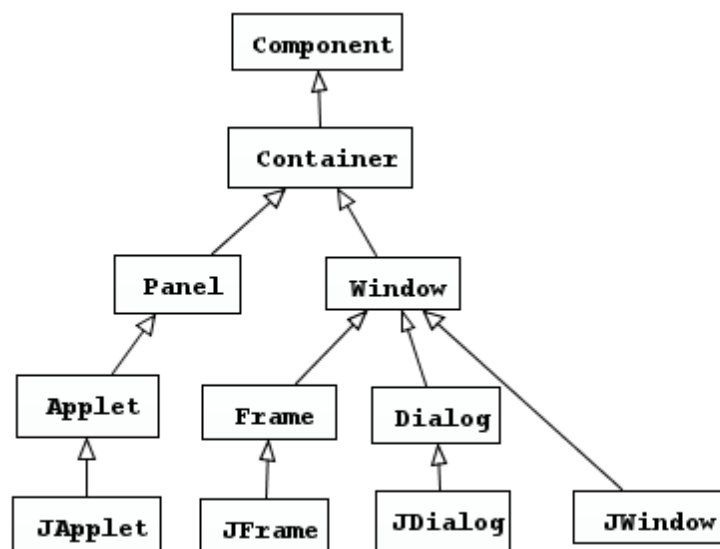 Component
Container
Panel
Window
Applet
Frame
Dialog
JApplet
JFrame
JDialog
JWindow